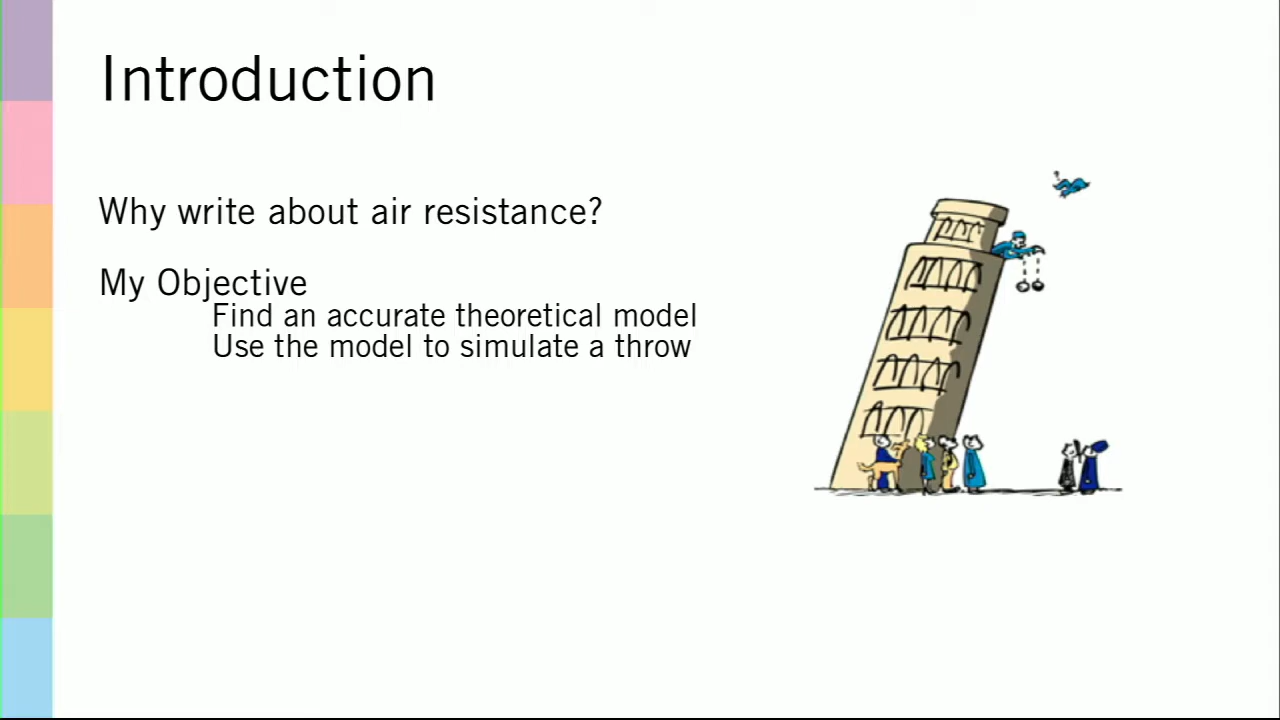 Introduction
Why write about air resistance?
My Objective
Find an accurate theoretical model
Use the model to simulate a throw